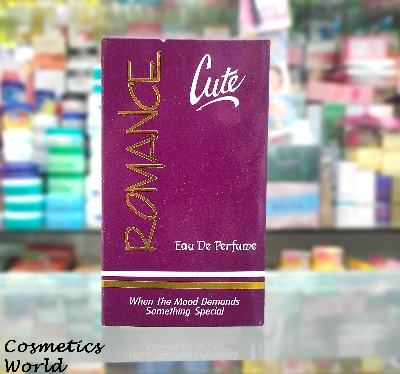 Cute
ROMANCE
Eau De Perfume
When The Mood Demands
Something Special
Cosmetics
World